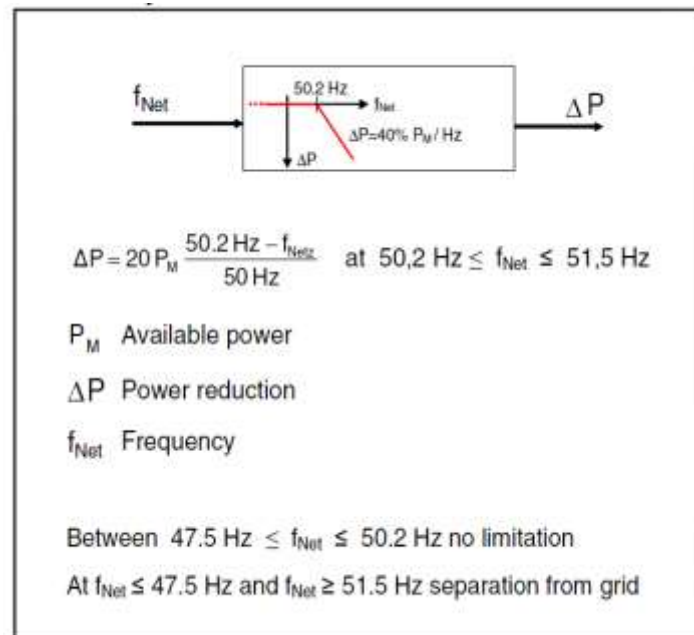 50.2 Hz
f_Net
f_Net
ΔP
ΔP=40% P_M / Hz
ΔP
ΔP = 20 P_M (50.2 Hz – f_Netz) / 50 Hz at 50,2 Hz ≤ f_Net ≤ 51,5 Hz
P_M Available power
ΔP Power reduction
f_Net Frequency
Between 47.5 Hz ≤ f_Net ≤ 50.2 Hz no limitation
At f_Net ≤ 47.5 Hz and f_Net ≥ 51.5 Hz separation from grid